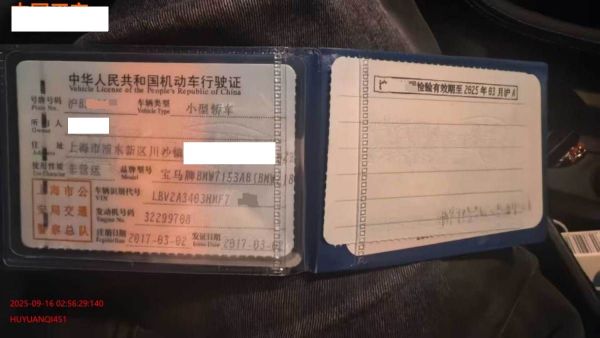 中华人民共和国机动车行驶证
Vehicle License of the People's Republic of China
号牌号码 沪B 车辆类型 小型轿车
Plate No. Vehicle Type
所有人
Owner
住址 上海市浦东新区川沙镇
Address
使用性质 非营运 品牌型号 宝马牌BMW7153AB(BMW
Use Character Model
上海市公安局交通警察总队
车辆识别代号 LBV2A3403HMF7
VIN
发动机号码 32299708
Engine No.
注册日期 2017-03-02 发证日期 2017-03-02
Register Date Issue Date
沪 检验有效期至2025年03月沪A
2025-09-16 02:56:29:140
HUYUANQI451